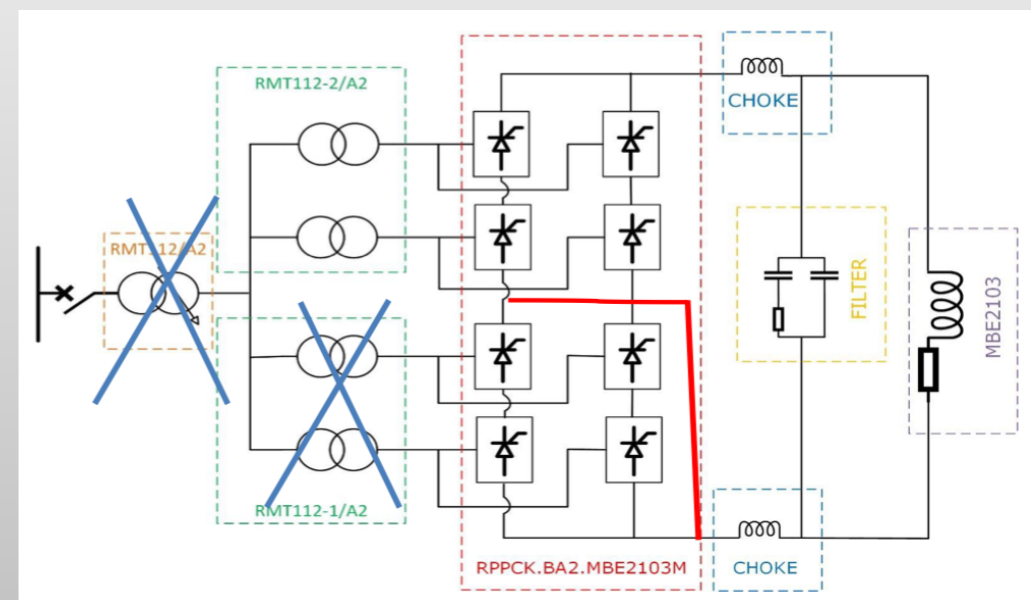 RMT112-2/A2
CHOKE
RMT112/A2
FILTER
MBE2103
RMT112-1/A2
RPPCK.BA2.MBE2103M
CHOKE